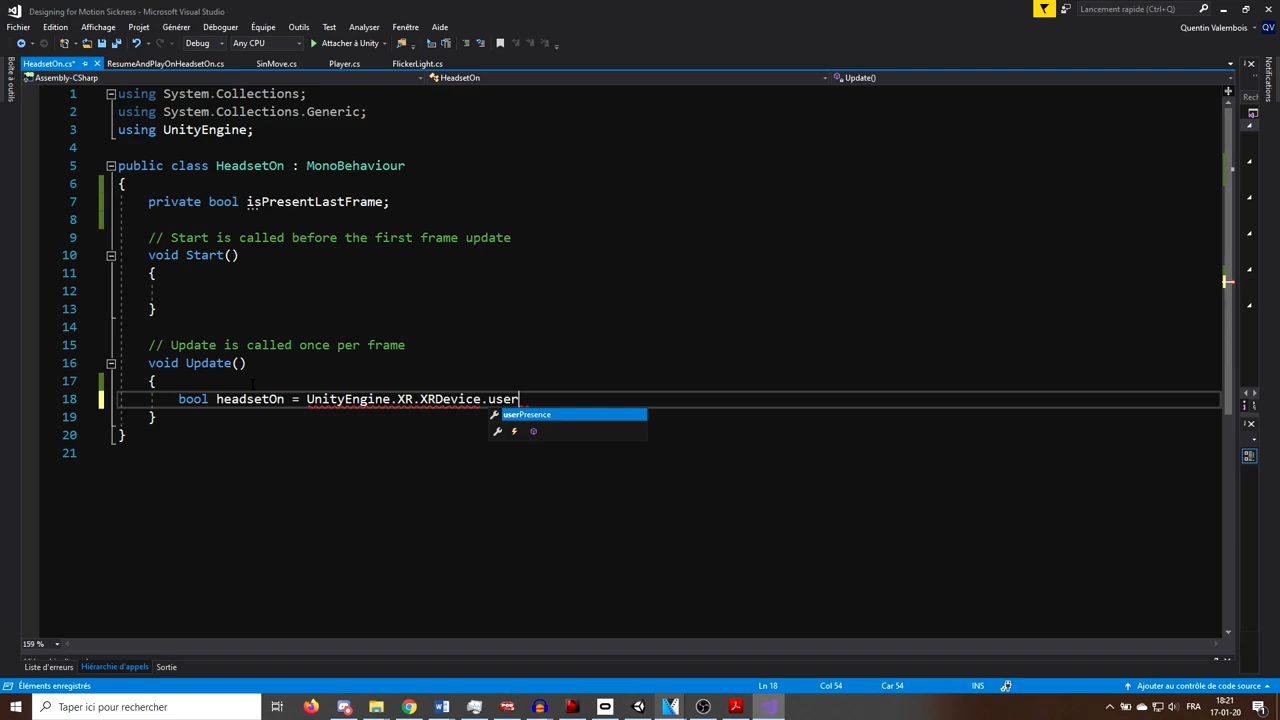 Designing for Motion Sickness - Microsoft Visual Studio
Lancement rapide (Ctrl+Q)
Fichier Edition Affichage Projet Générer Déboguer Équipe Outils Test Analyser Fenêtre Aide
Quentin Valembois QV
Debug Any CPU Attacher à Unity
HeadsetOn.cs* ResumeAndPlayOnHeadsetOn.cs SinMove.cs Player.cs FlickerLight.cs
Assembly-CSharp HeadsetOn Update()
Boîte à outils
Notifications
Rech
1 using System.Collections;
2 using System.Collections.Generic;
3 using UnityEngine;
4
5 public class HeadsetOn : MonoBehaviour
6 {
7 private bool isPresentLastFrame;
8
9 // Start is called before the first frame update
10 void Start()
11 {
12
13 }
14
15 // Update is called once per frame
16 void Update()
17 {
18 bool headsetOn = UnityEngine.XR.XRDevice.user
userPresence
19 }
20 }
21
159 %
Liste d'erreurs Hiérarchie d'appels Sortie
Éléments enregistrés Ln 18 Col 54 Car 54 INS Ajouter au contrôle de code source
Taper ici pour rechercher
FRA
18:21
17-01-20